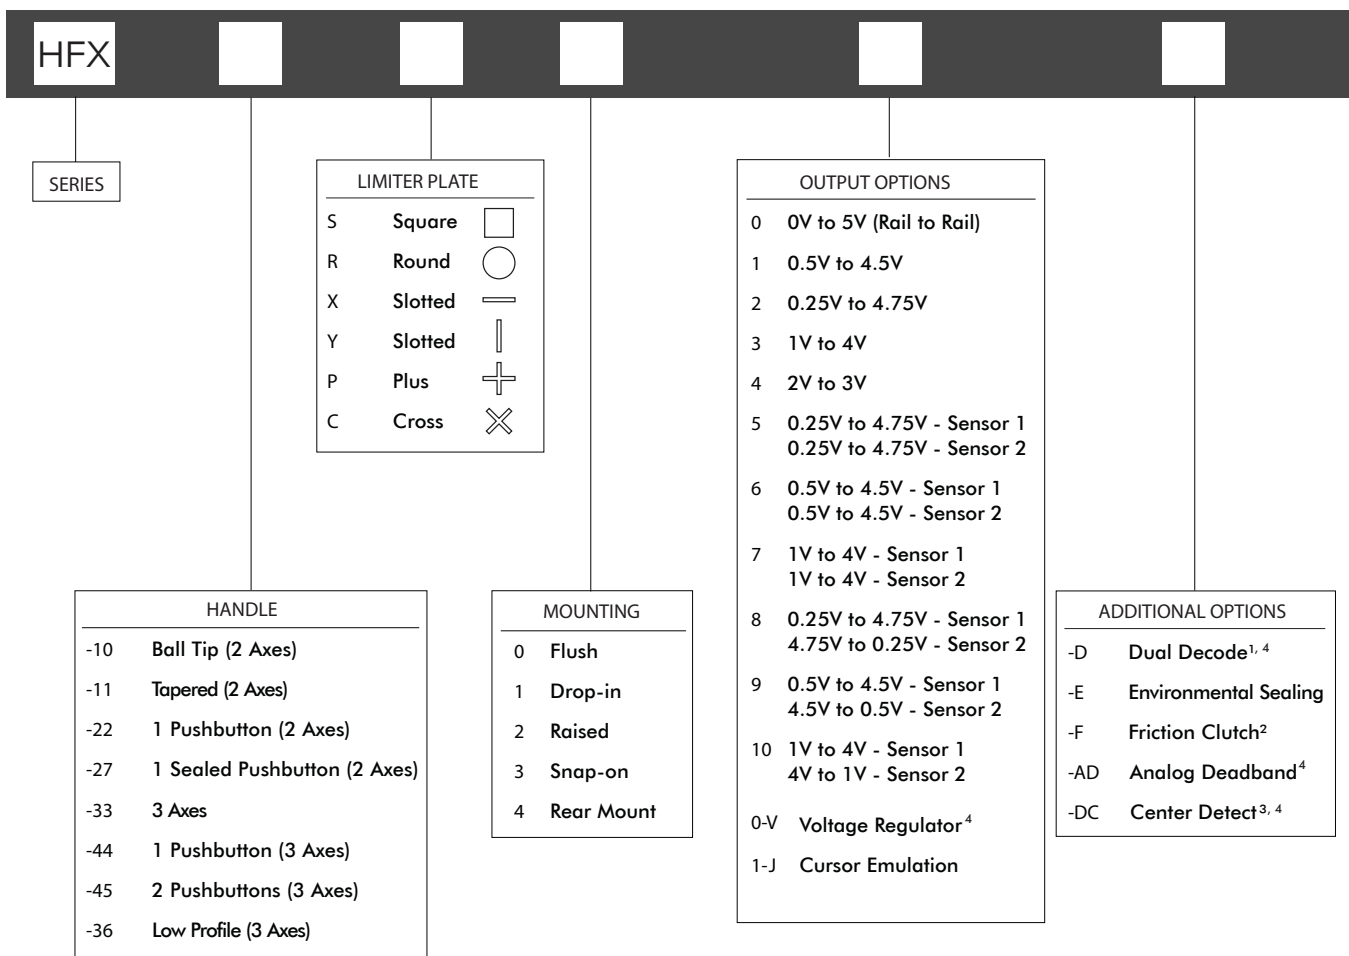 HFX
SERIES
LIMITER PLATE
S Square
R Round
X Slotted
Y Slotted
P Plus
C Cross
OUTPUT OPTIONS
0 0V to 5V (Rail to Rail)
1 0.5V to 4.5V
2 0.25V to 4.75V
3 1V to 4V
4 2V to 3V
5 0.25V to 4.75V - Sensor 1
0.25V to 4.75V - Sensor 2
6 0.5V to 4.5V - Sensor 1
0.5V to 4.5V - Sensor 2
7 1V to 4V - Sensor 1
1V to 4V - Sensor 2
8 0.25V to 4.75V - Sensor 1
4.75V to 0.25V - Sensor 2
9 0.5V to 4.5V - Sensor 1
4.5V to 0.5V - Sensor 2
10 1V to 4V - Sensor 1
4V to 1V - Sensor 2
0-V Voltage Regulator⁴
1-J Cursor Emulation
HANDLE
-10 Ball Tip (2 Axes)
-11 Tapered (2 Axes)
-22 1 Pushbutton (2 Axes)
-27 1 Sealed Pushbutton (2 Axes)
-33 3 Axes
-44 1 Pushbutton (3 Axes)
-45 2 Pushbuttons (3 Axes)
-36 Low Profile (3 Axes)
MOUNTING
0 Flush
1 Drop-in
2 Raised
3 Snap-on
4 Rear Mount
ADDITIONAL OPTIONS
-D Dual Decode¹, ⁴
-E Environmental Sealing
-F Friction Clutch²
-AD Analog Deadband⁴
-DC Center Detect³, ⁴